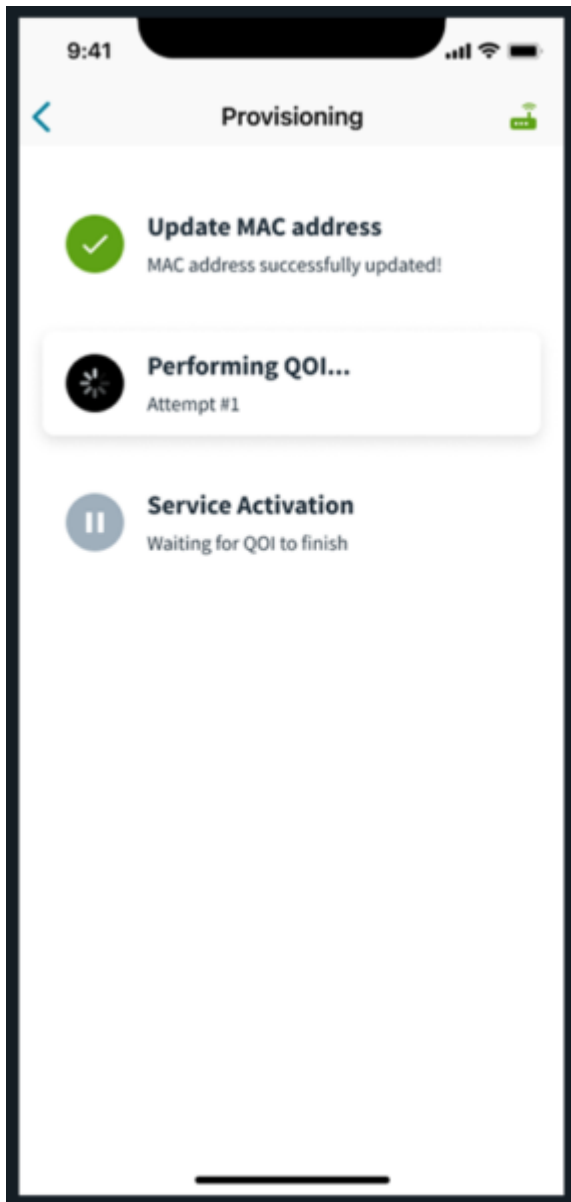 9:41
Provisioning
Update MAC address
MAC address successfully updated!
Performing QOI...
Attempt #1
Service Activation
Waiting for QOI to finish